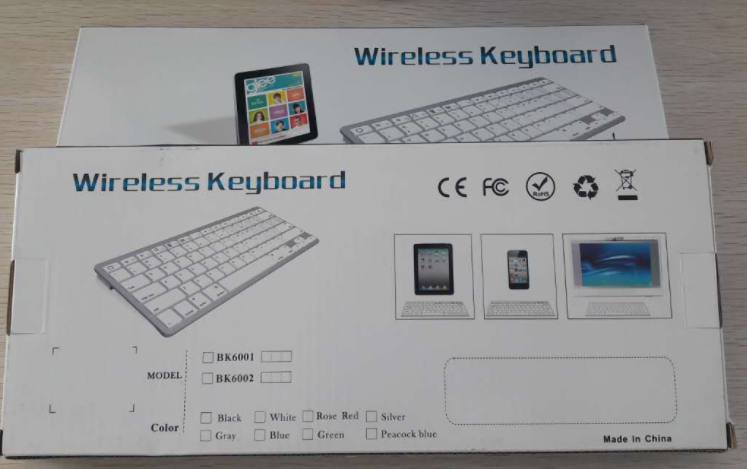 Wireless Keyboard
glee
Wireless Keyboard
CE FC RoHS
MODEL
BK6001
BK6002
Color
Black White Rose Red Silver
Gray Blue Green Peacock blue
Made In China